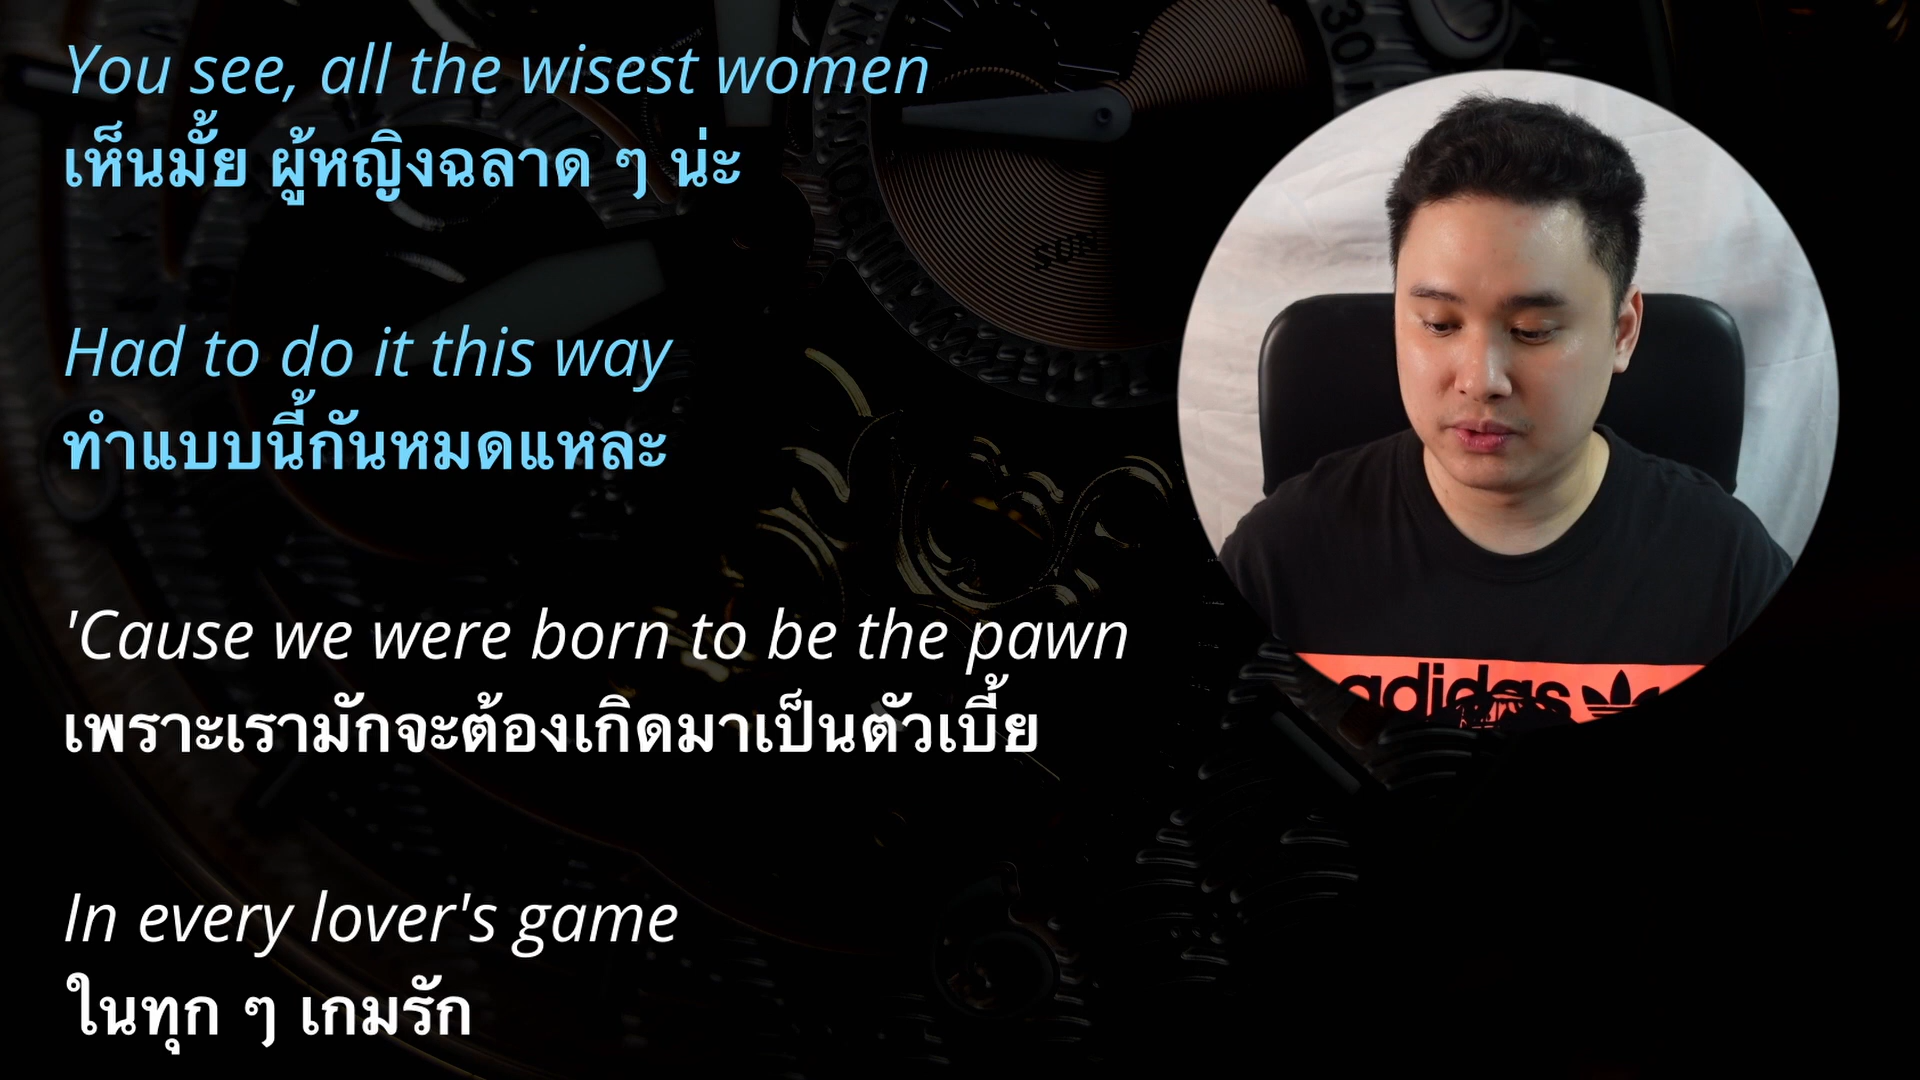 You see, all the wisest women
เห็นมั้ย ผู้หญิงฉลาด ๆ น่ะ
Had to do it this way
ทำแบบนี้กันหมดแหละ
'Cause we were born to be the pawn
เพราะเรามักจะต้องเกิดมาเป็นตัวเบี้ย
In every lover's game
ในทุก ๆ เกมรัก
30
SUN
adidas